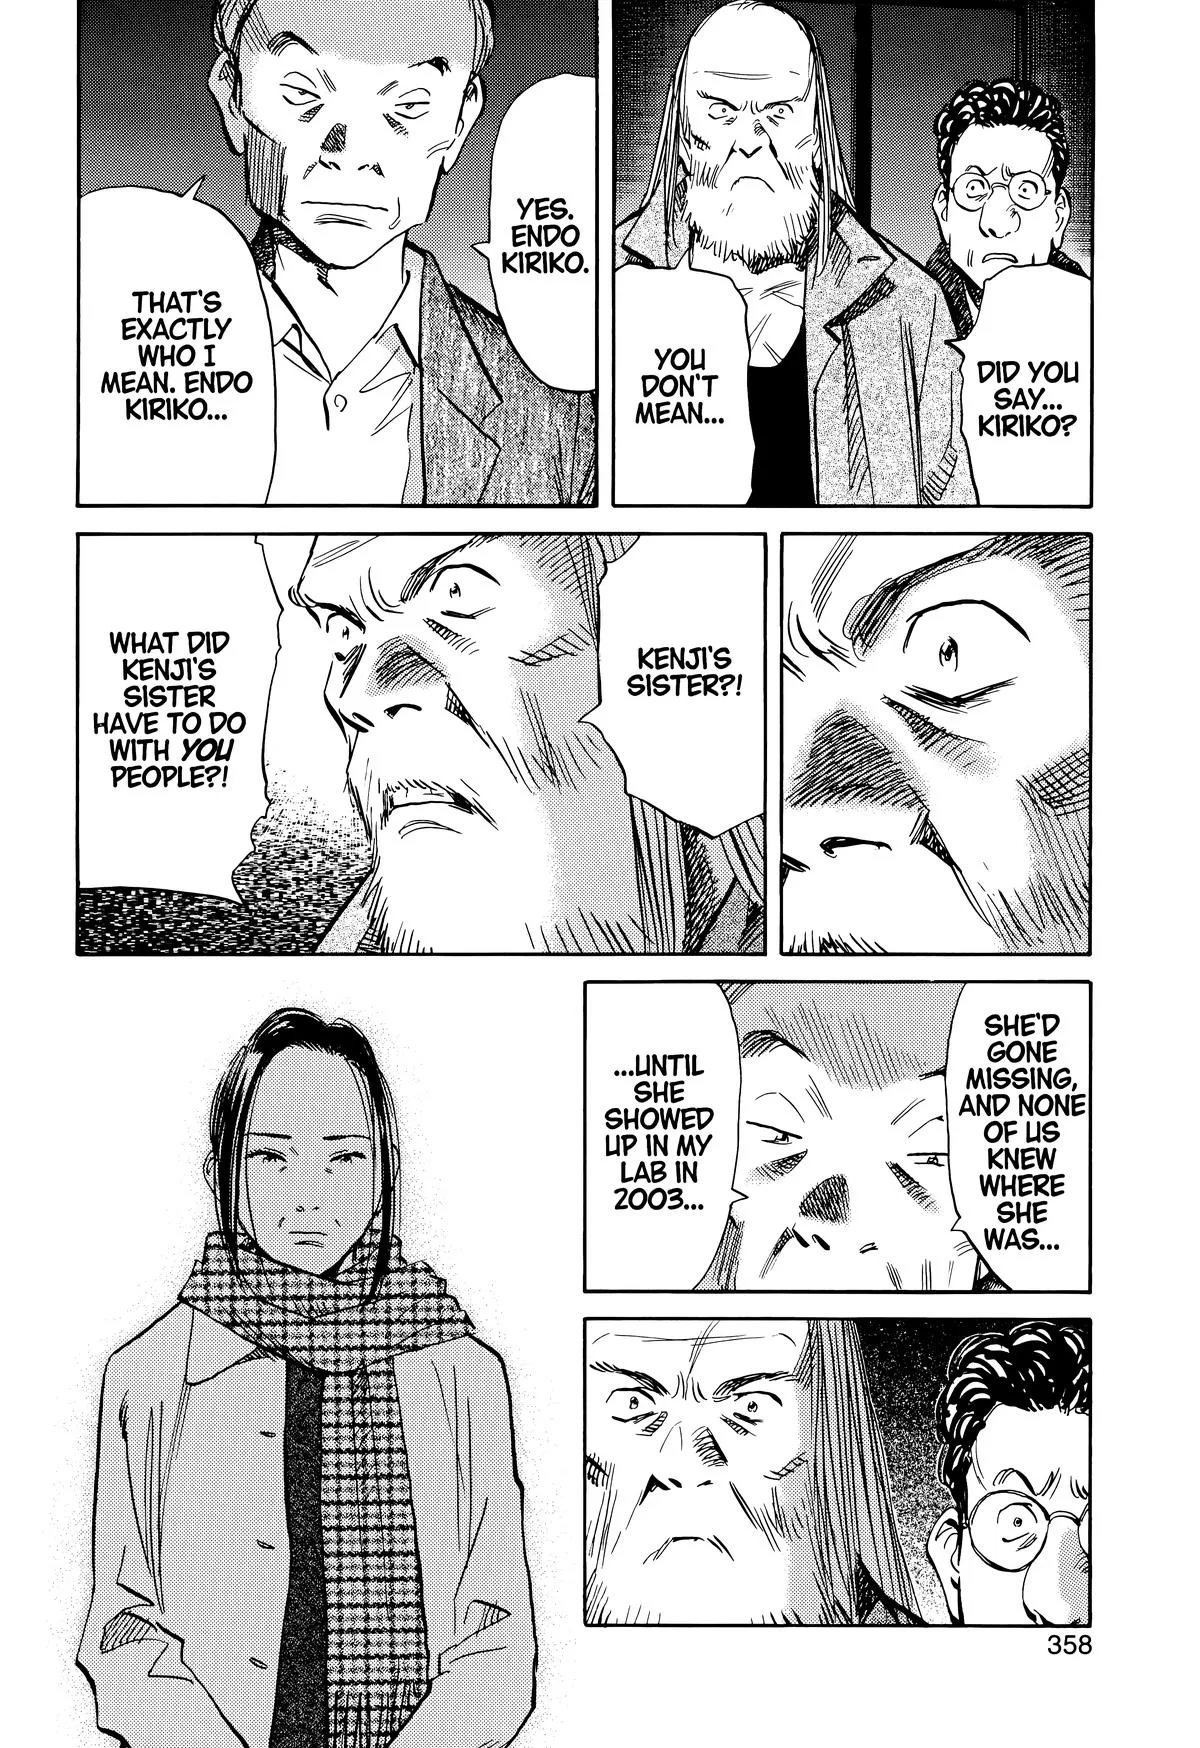 DID YOU
SAY...
KIRIKO?
YOU
DON'T
MEAN...
YES.
ENDO
KIRIKO.
THAT'S
EXACTLY
WHO I
MEAN. ENDO
KIRIKO...
KENJI'S
SISTER?!
WHAT DID
KENJI'S
SISTER
HAVE TO DO
WITH YOU
PEOPLE?!
SHE'D
GONE
MISSING,
AND NONE
OF US
KNEW
WHERE
SHE
WAS...
...UNTIL
SHE
SHOWED
UP IN MY
LAB IN
2003...
358